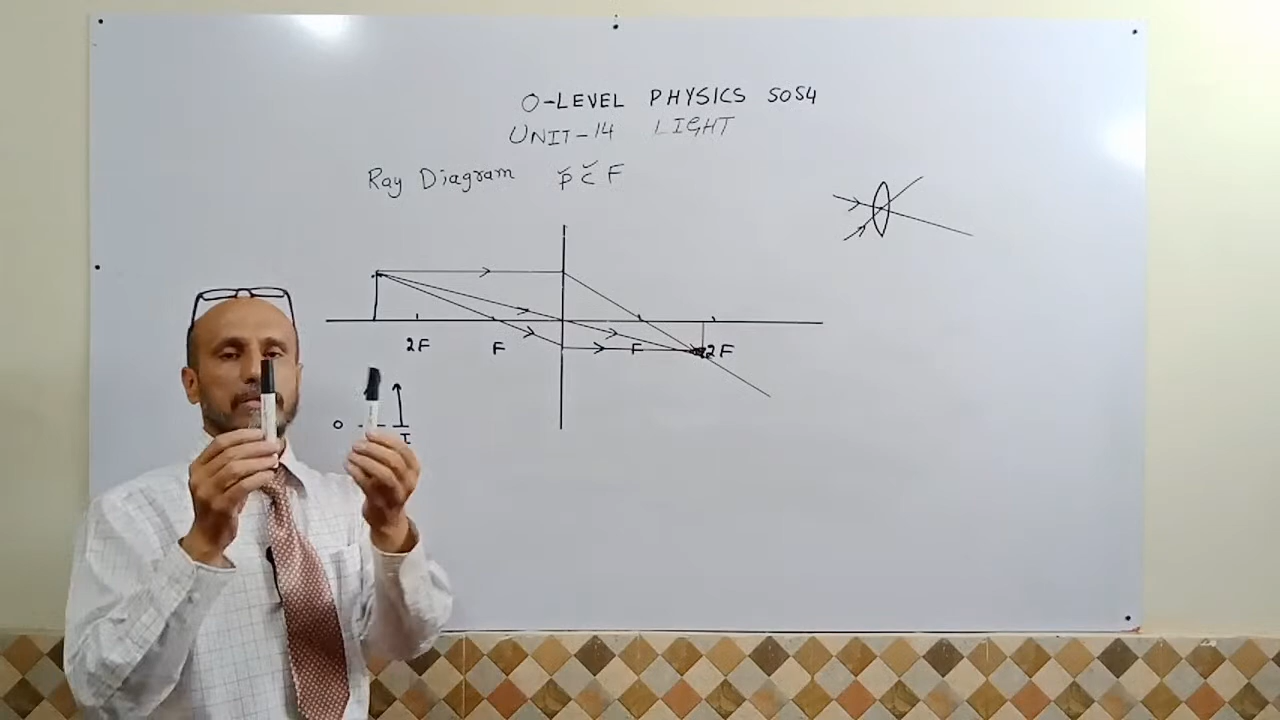 O-LEVEL PHYSICS 5054
UNIT-14 LIGHT
Ray Diagram p c F
2F F F 2F
O I